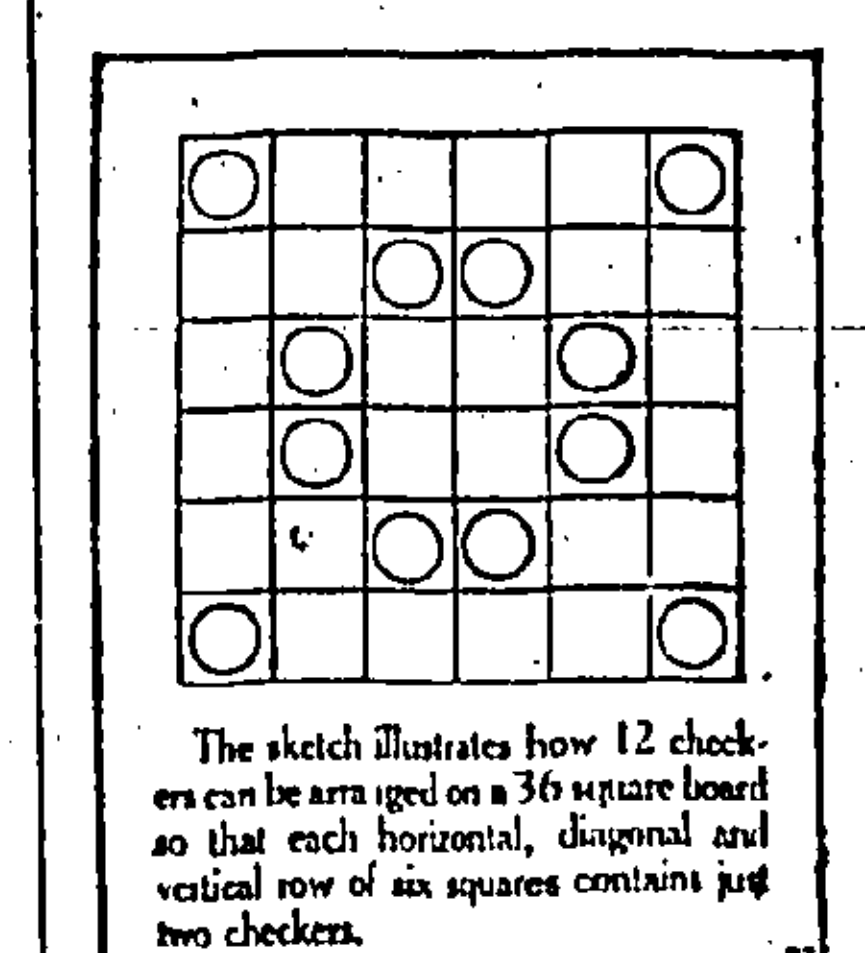 The sketch illustrates how 12 check-
ers can be arranged on a 36 square board
so that each horizontal, diagonal and
vertical row of six squares contains just
two checkers.